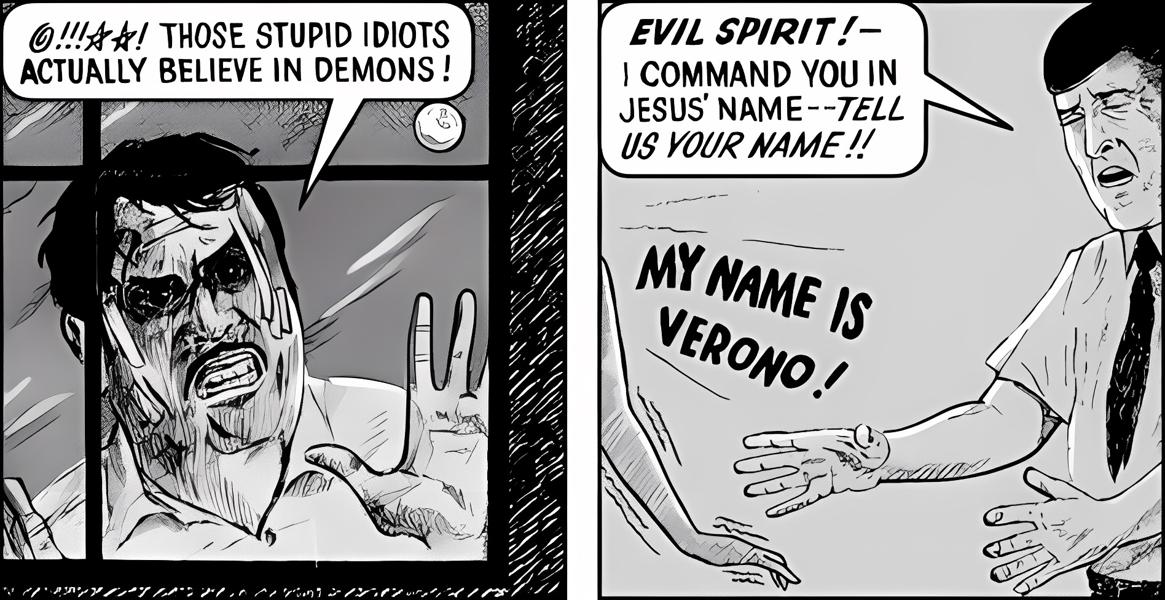 @!!!☆☆! THOSE STUPID IDIOTS
ACTUALLY BELIEVE IN DEMONS!
EVIL SPIRIT!—
I COMMAND YOU IN
JESUS' NAME--TELL
US YOUR NAME!!
MY NAME IS
VERONO!